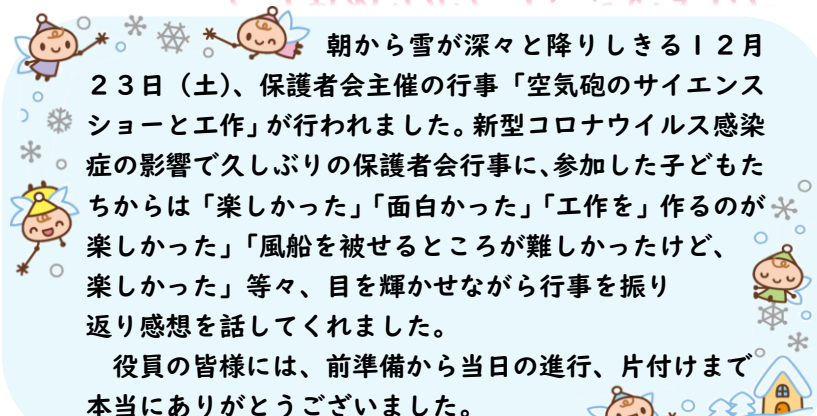 朝から雪が深々と降りしきる12月
23日（土）、保護者会主催の行事「空気砲のサイエンス
ショーと工作」が行われました。新型コロナウイルス感染
症の影響で久しぶりの保護者会行事に、参加した子どもた
ちからは「楽しかった」「面白かった」「工作を」作るのが
楽しかった」「風船を被せるところが難しかったけど、
楽しかった」等々、目を輝かせながら行事を振り
返り感想を話してくれました。
役員の皆様には、前準備から当日の進行、片付けまで
本当にありがとうございました。